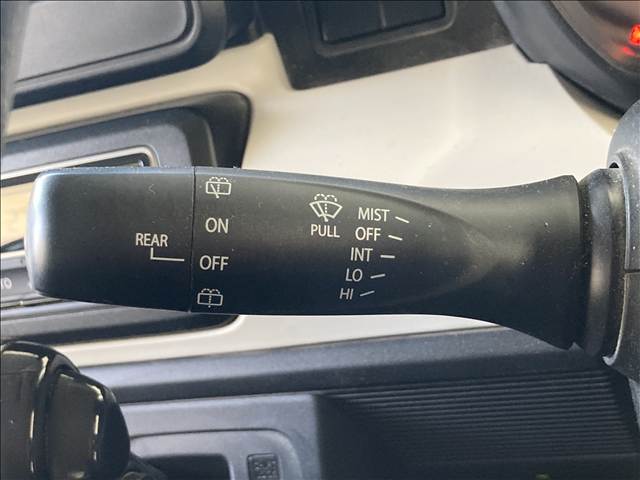 REAR
ON
OFF
PULL
MIST
OFF
INT
LO
HI